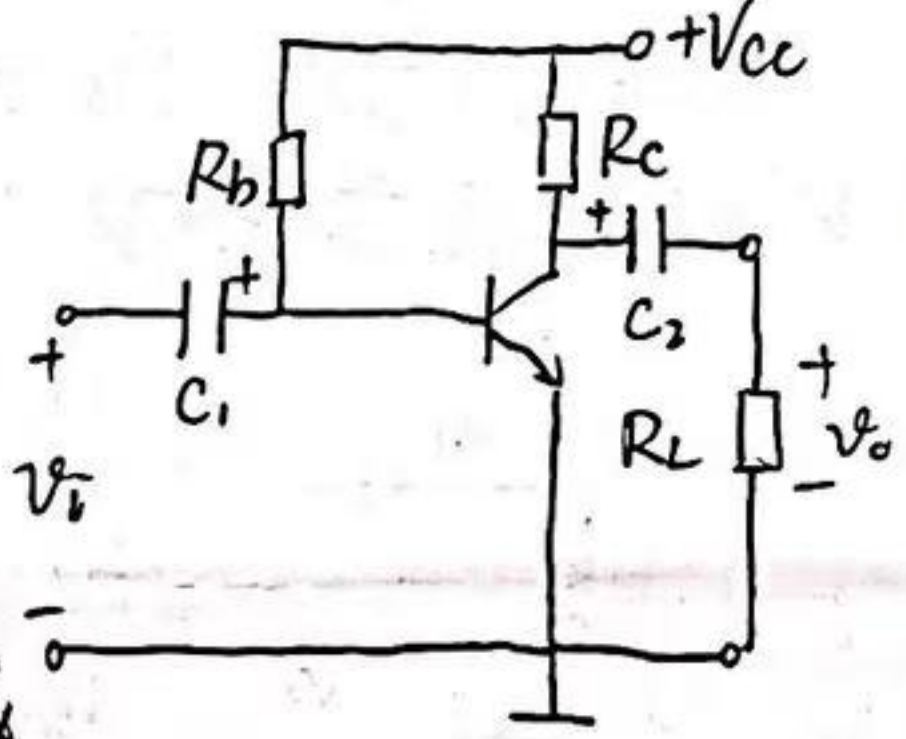 +Vcc
Rb
Rc
+
+
C2
+
C1
+
RL
vo
-
vi
-